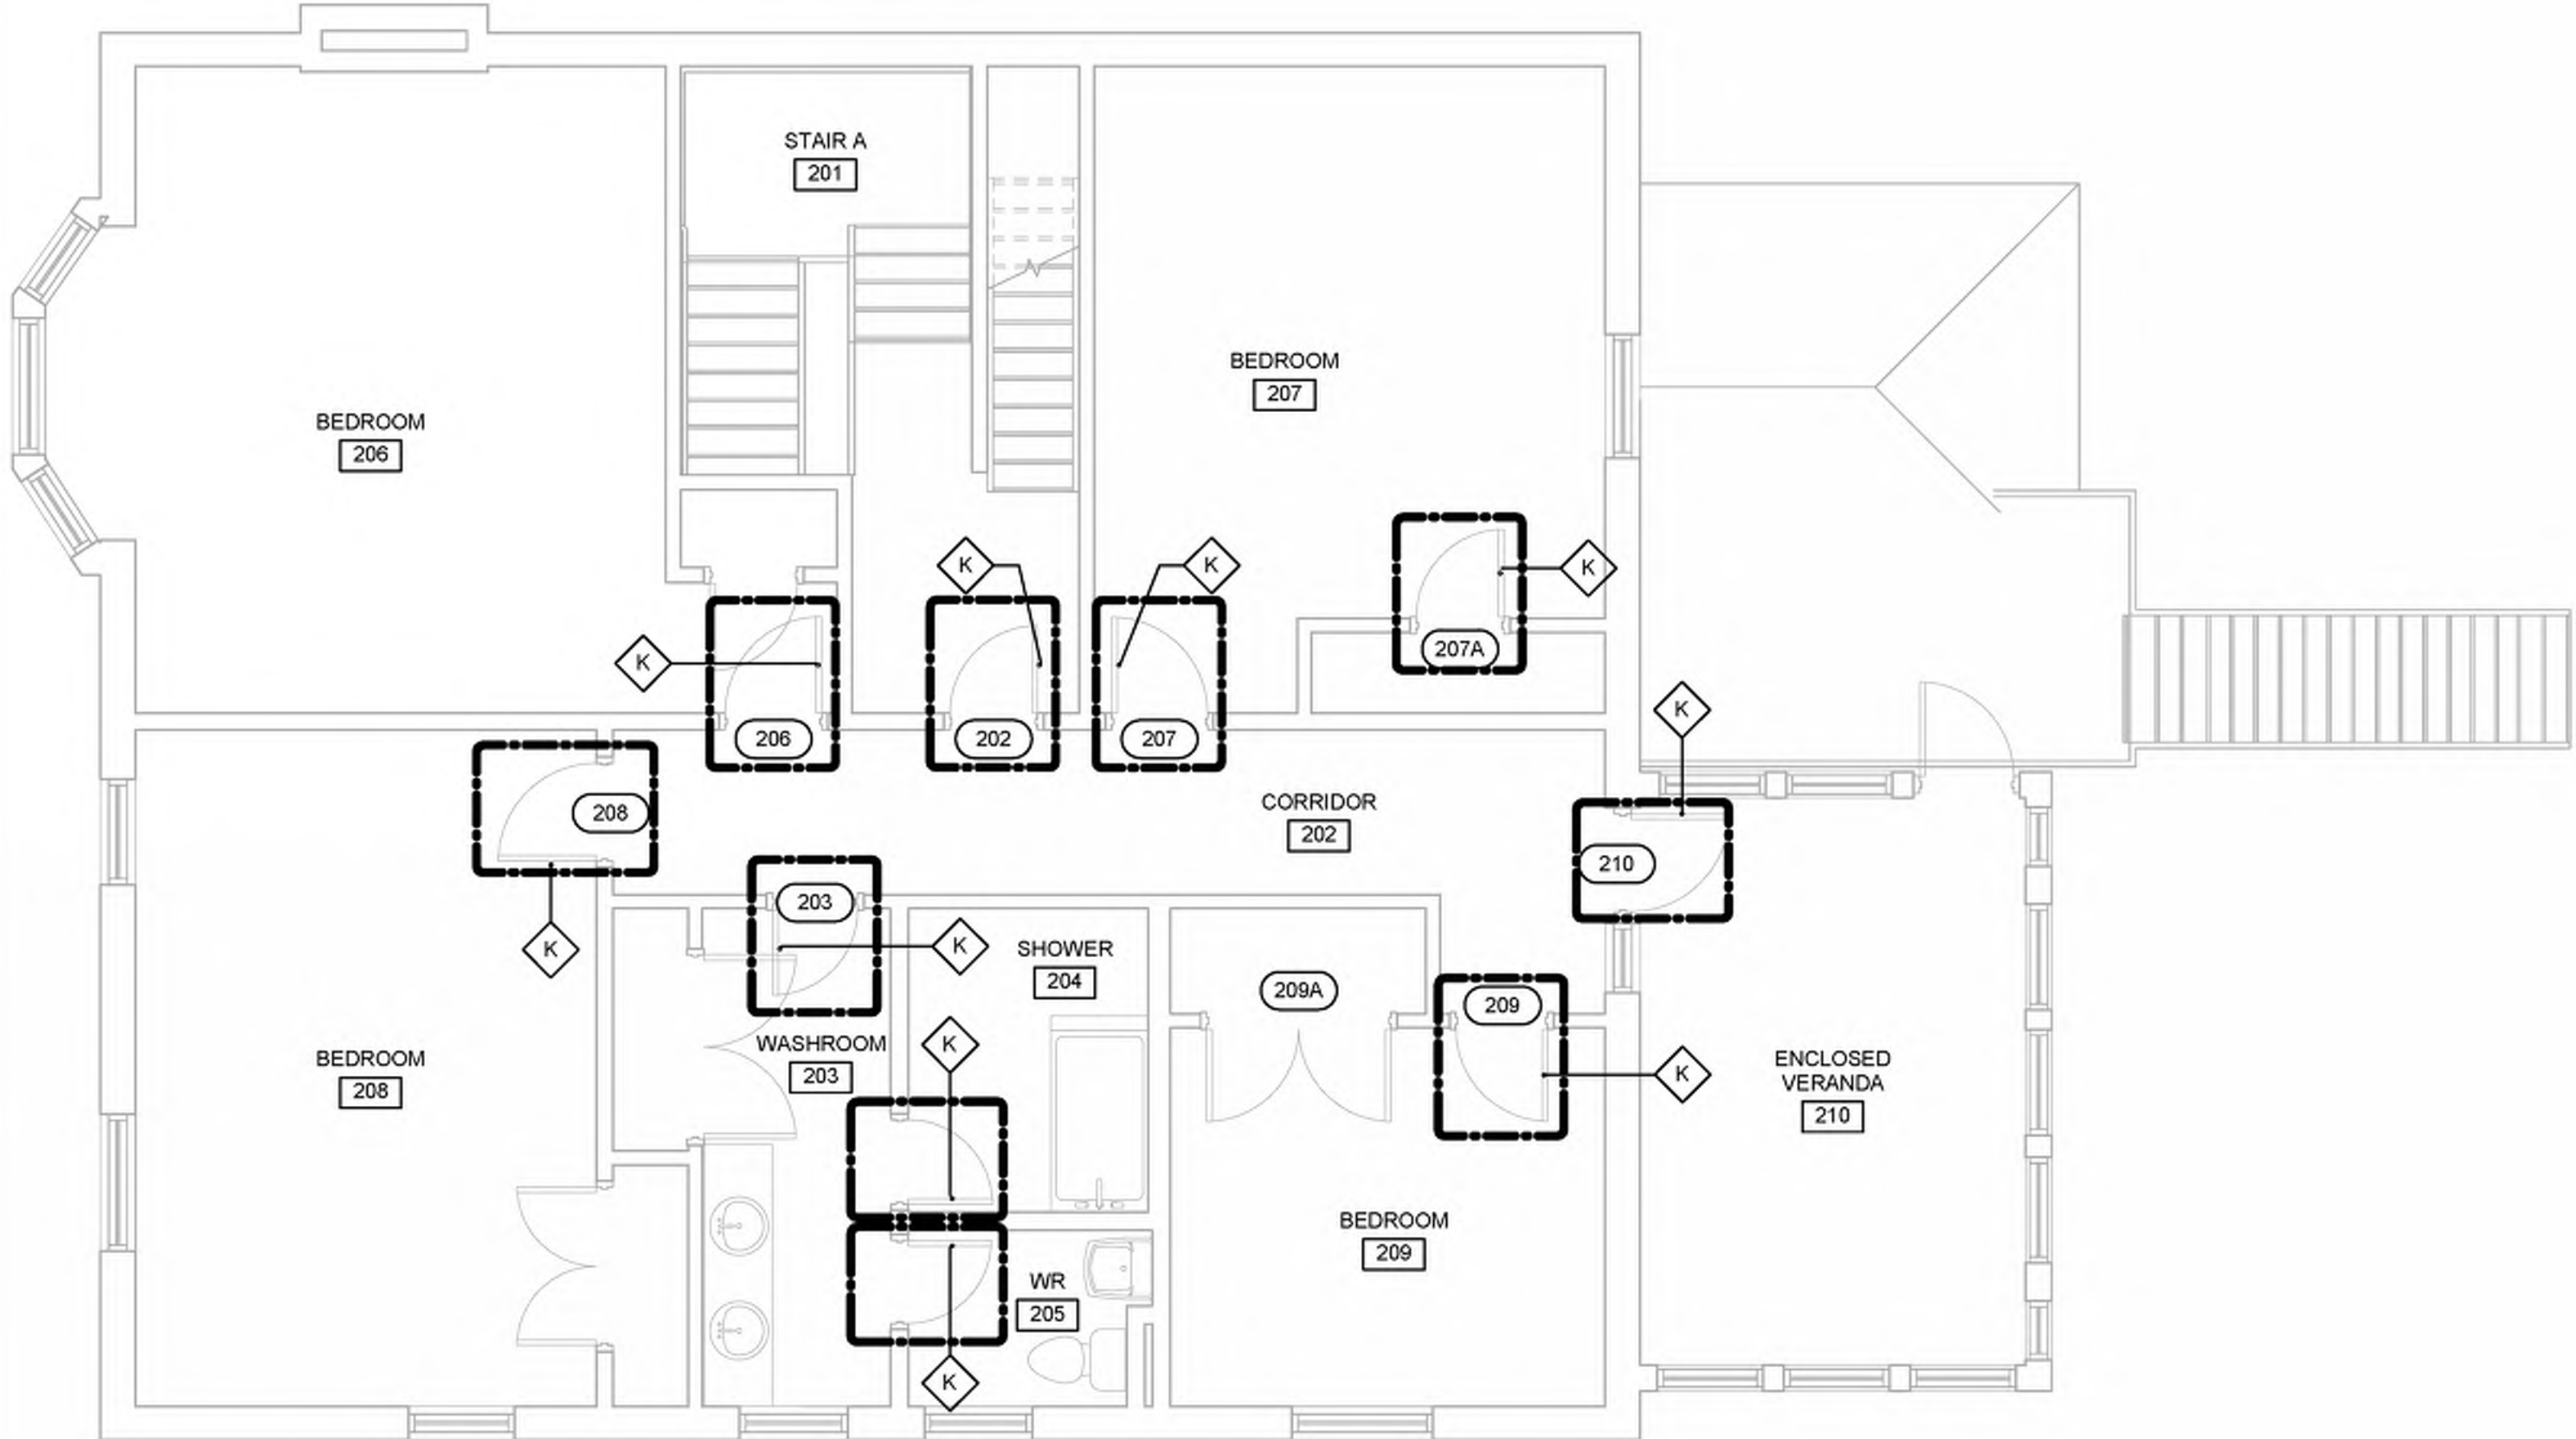 STAIR A
201
BEDROOM
207
BEDROOM
206
K
K
K
K
207A
K
206
202
207
208
CORRIDOR
202
210
K
203
K
K
SHOWER
204
209A
209
K
WASHROOM
203
K
BEDROOM
208
ENCLOSED
VERANDA
210
BEDROOM
209
WR
205
K